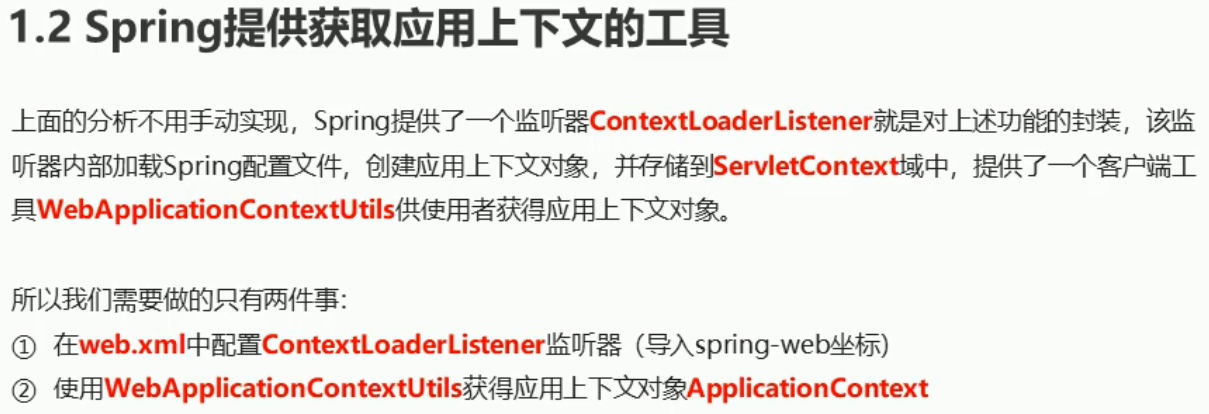 1.2 Spring提供获取应用上下文的工具
上面的分析不用手动实现，Spring提供了一个监听器ContextLoaderListener就是对上述功能的封装，该监
听器内部加载Spring配置文件，创建应用上下文对象，并存储到ServletContext域中，提供了一个客户端工
具WebApplicationContextUtils供使用者获得应用上下文对象。
所以我们需要做的只有两件事：
① 在web.xml中配置ContextLoaderListener监听器（导入spring-web坐标）
② 使用WebApplicationContextUtils获得应用上下文对象ApplicationContext